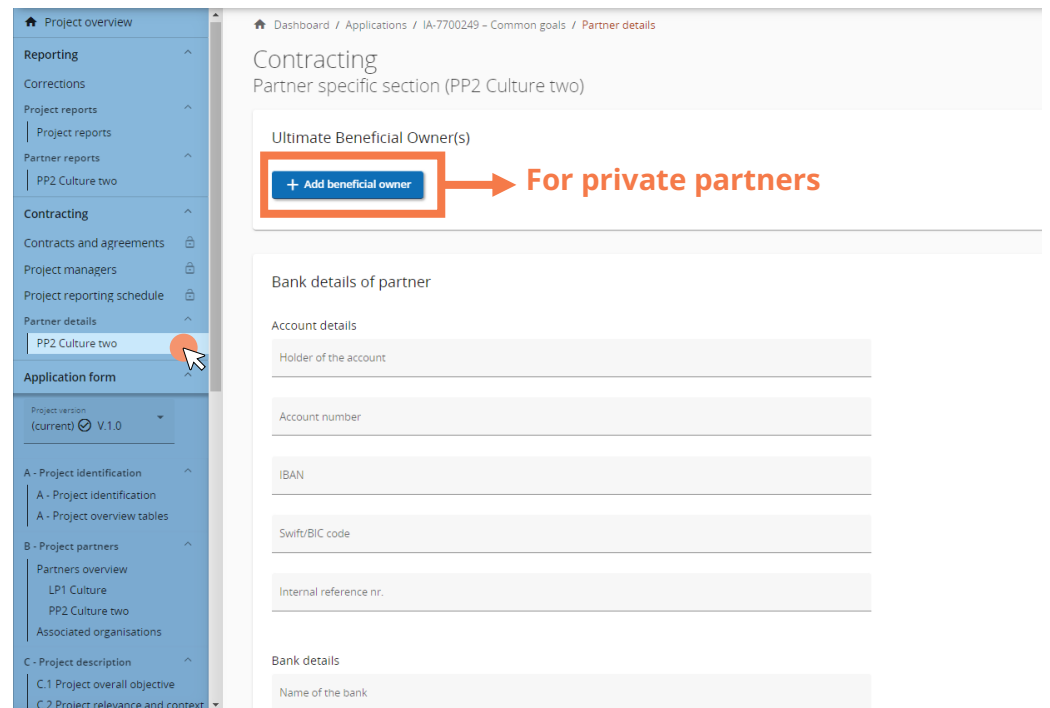 Project overview
Reporting
Corrections
Project reports
Project reports
Partner reports
PP2 Culture two
Contracting
Contracts and agreements
Project managers
Project reporting schedule
Partner details
PP2 Culture two
Application form
Project version
(current) V.1.0
A - Project identification
A - Project identification
A - Project overview tables
B - Project partners
Partners overview
LP1 Culture
PP2 Culture two
Associated organisations
C - Project description
C.1 Project overall objective
C.2 Project relevance and context
Dashboard / Applications / IA-7700249 – Common goals / Partner details
Contracting
Partner specific section (PP2 Culture two)
Ultimate Beneficial Owner(s)
+ Add beneficial owner
For private partners
Bank details of partner
Account details
Holder of the account
Account number
IBAN
Swift/BIC code
Internal reference nr.
Bank details
Name of the bank